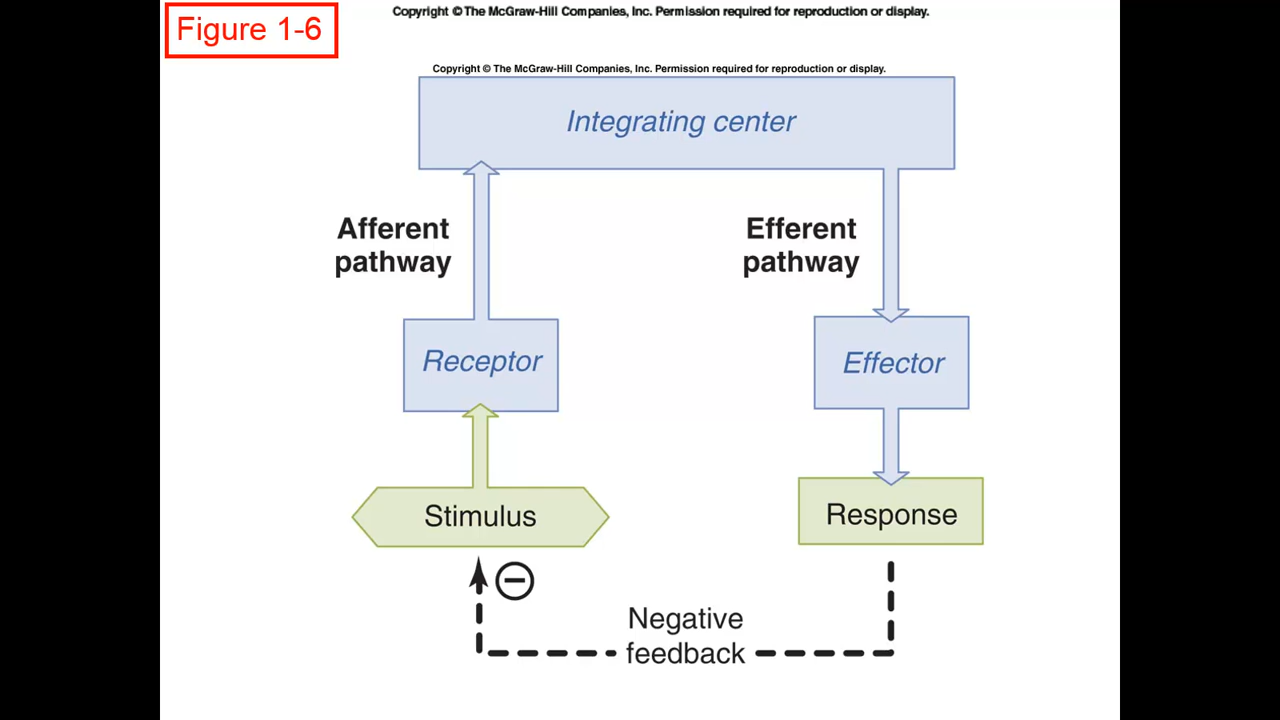 Copyright © The McGraw-Hill Companies, Inc. Permission required for reproduction or display.
Figure 1-6
Copyright © The McGraw-Hill Companies, Inc. Permission required for reproduction or display.
Integrating center
Afferent
pathway
Efferent
pathway
Receptor
Effector
Stimulus
Response
Negative
feedback